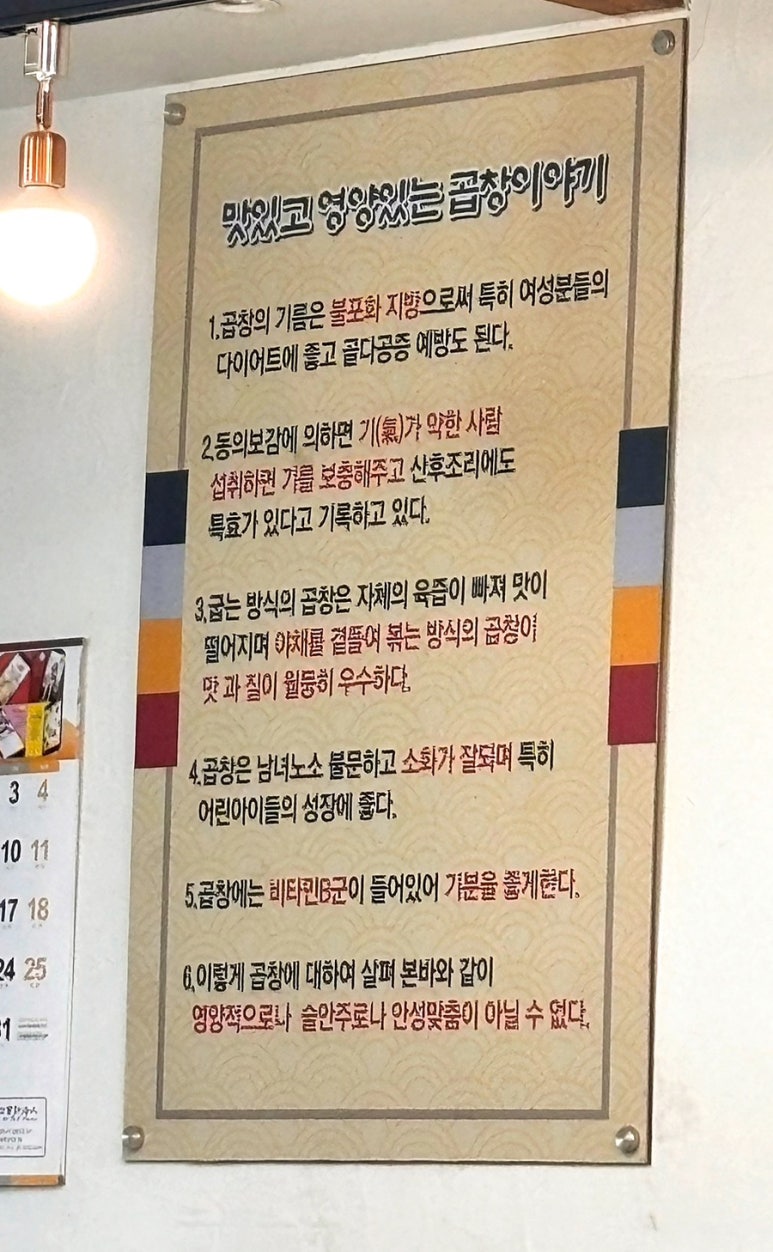 맛있고 영양있는 곱창이야기
1.곱창의 기름은 불포화 지방으로써 특히 여성분들의
다이어트에 좋고 골다공증 예방도 된다.
2.동의보감에 의하면 기(氣)가 약한 사람
섭취하면 기를 보충해주고 산후조리에도
특효가 있다고 기록하고 있다.
3.굽는 방식의 곱창은 자체의 육즙이 빠져 맛이
떨어지며 야채를 곁들여 볶는 방식의 곱창이
맛 과 질이 월등히 우수하다.
4.곱창은 남녀노소 불문하고 소화가 잘되며 특히
어린아이들의 성장에 좋다.
5.곱창에는 비타민B군이 들어있어 기분을 좋게한다.
6.이렇게 곱창에 대하여 살펴 본바와 같이
영양적으로나 술안주로나 안성맞춤이 아닐 수 없다.
3 4
10 11
17 18
24 25
31